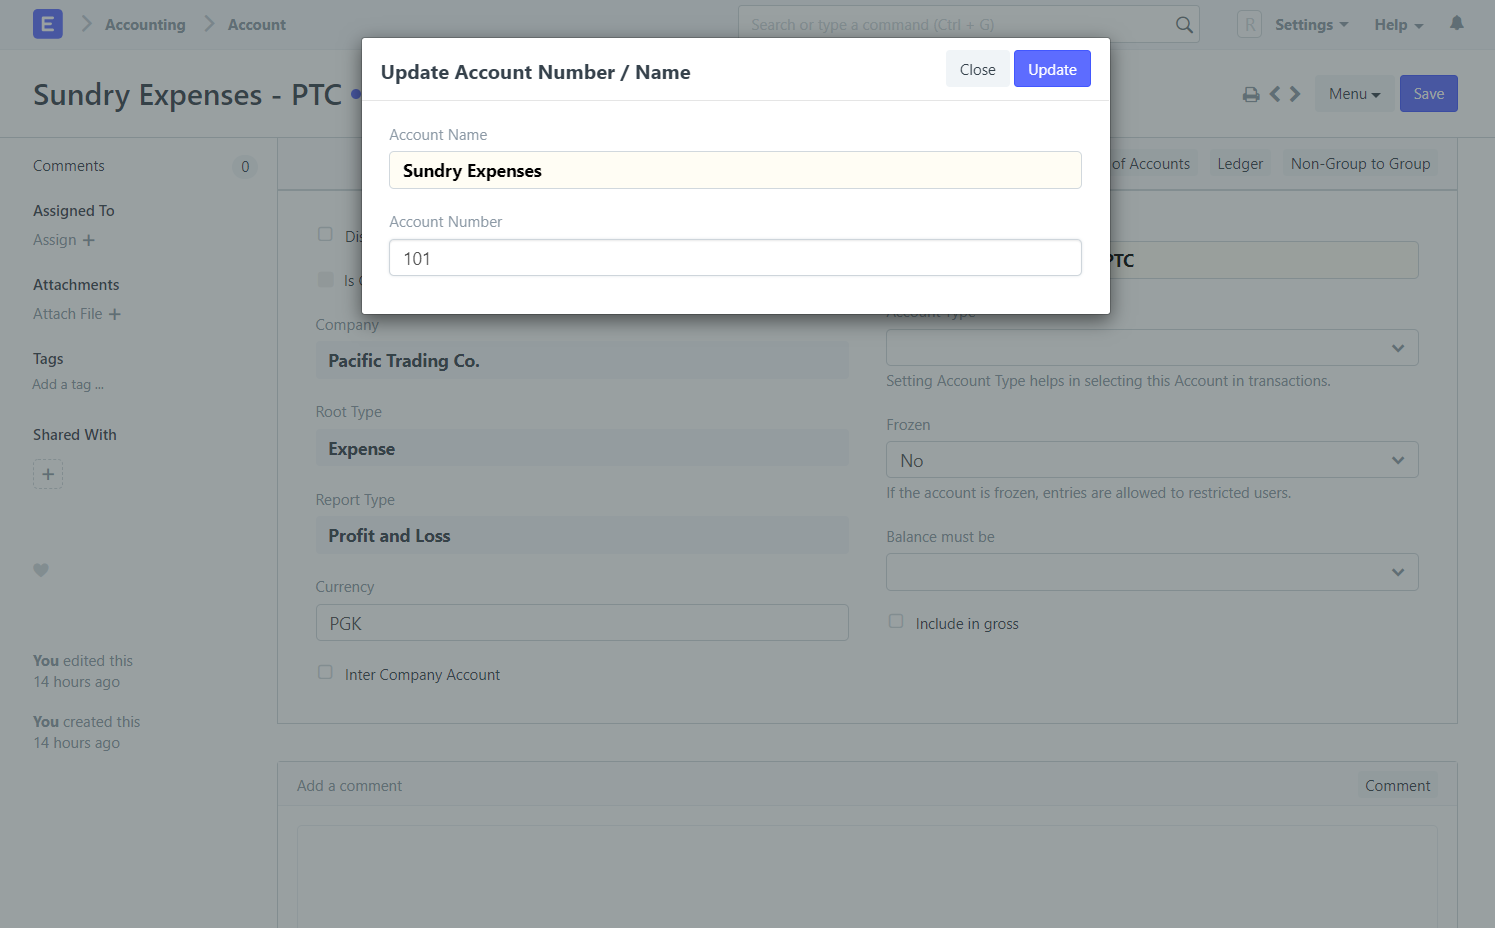 E
Accounting
Account
Search or type a command (Ctrl + G)
R
Settings
Help
Sundry Expenses - PTC
Menu
Save
Update Account Number / Name
Close
Update
Account Name
Sundry Expenses
Account Number
101
Comments
0
Assigned To
Assign +
Attachments
Attach File +
Tags
Add a tag ...
Shared With
+
You edited this
14 hours ago
You created this
14 hours ago
of Accounts
Ledger
Non-Group to Group
Is
Company
Pacific Trading Co.
Root Type
Expense
Report Type
Profit and Loss
Currency
PGK
Inter Company Account
PTC
Account Type
Setting Account Type helps in selecting this Account in transactions.
Frozen
No
If the account is frozen, entries are allowed to restricted users.
Balance must be
Include in gross
Add a comment
Comment